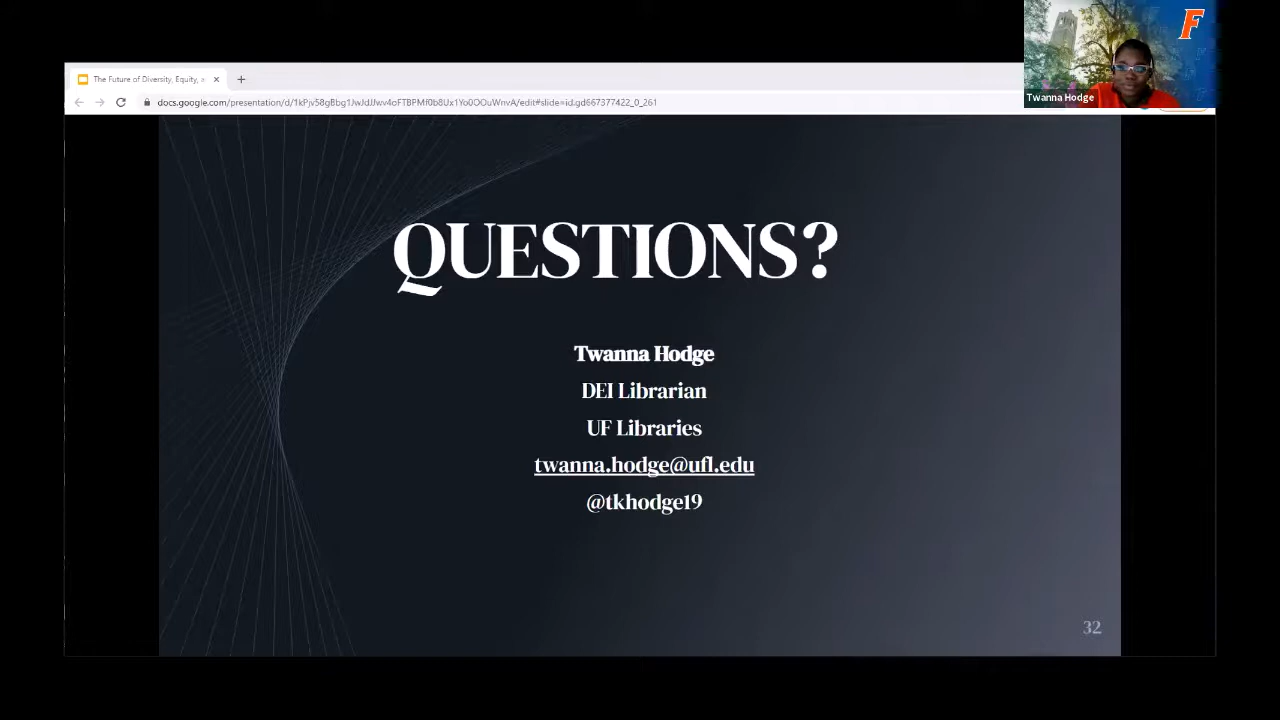 F
Twanna Hodge
The Future of Diversity, Equity, a
docs.google.com/presentation/d/1kPjv58gBbg1JwJdJJwv4oFTBPMf0b8Ux1Yo0OOuWnvA/edit#slide=id.gd667377422_0_261
QUESTIONS?
Twanna Hodge
DEI Librarian
UF Libraries
twanna.hodge@ufl.edu
@tkhodge19
32